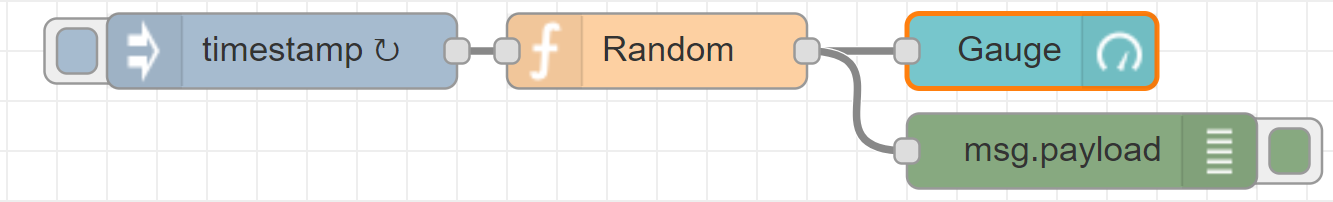 timestamp ↻
Random
Gauge
msg.payload